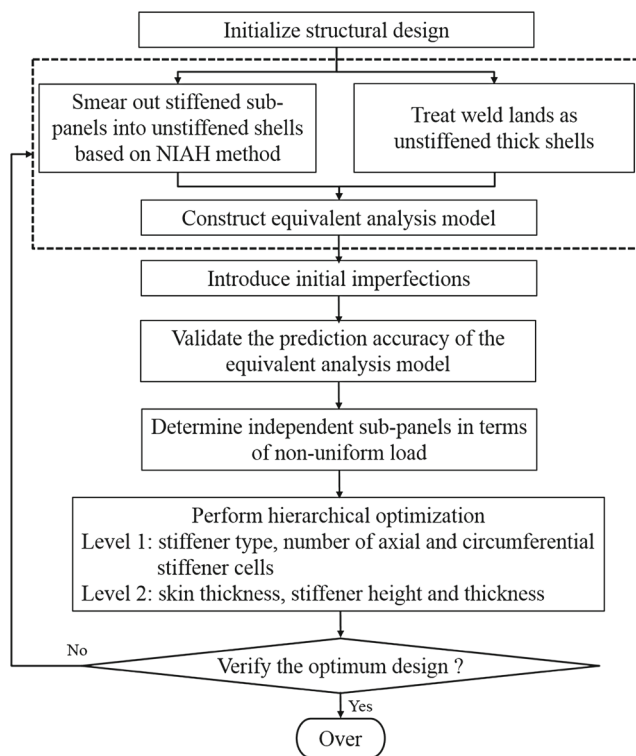 Initialize structural design
Smear out stiffened sub-
panels into unstiffened shells
based on NIAH method
Treat weld lands as
unstiffened thick shells
Construct equivalent analysis model
Introduce initial imperfections
Validate the prediction accuracy of the
equivalent analysis model
Determine independent sub-panels in terms
of non-uniform load
Perform hierarchical optimization
Level 1: stiffener type, number of axial and circumferential
stiffener cells
Level 2: skin thickness, stiffener height and thickness
No
Verify the optimum design ?
Yes
Over